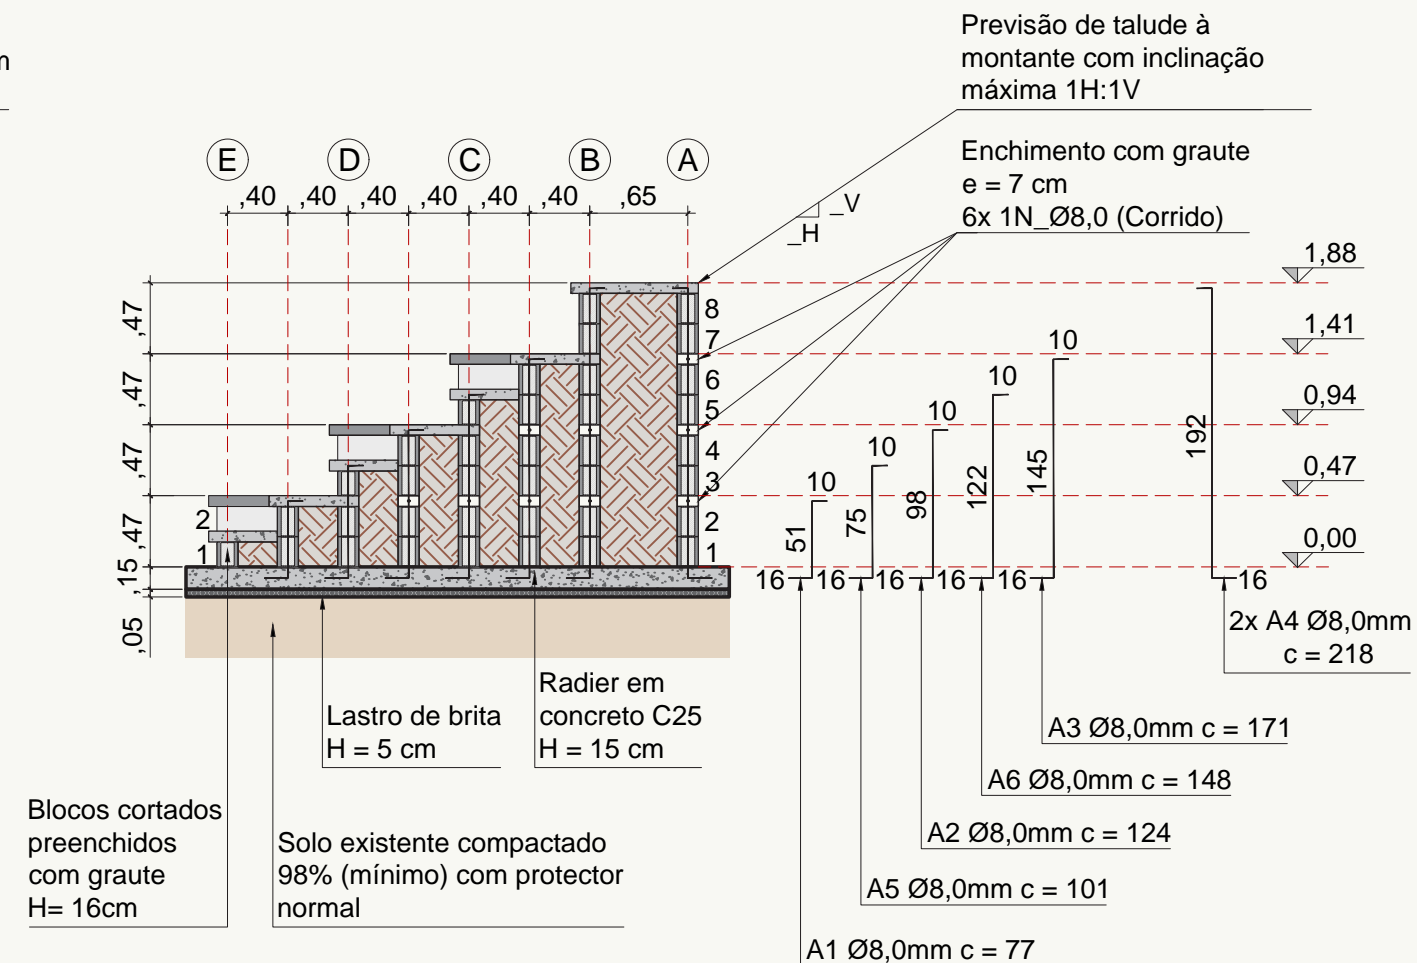 Previsão de talude à
montante com inclinação
máxima 1H:1V
Enchimento com graute
e = 7 cm
6x 1N_Ø8,0 (Corrido)
E D C B A
,40 ,40 ,40 ,40 ,40 ,40 ,65
_V
_H
1,88
1,41
0,94
0,47
0,00
,47
,47
,47
,47
,15
,05
8
7
6
5
4
3
2
1
2
1
10
10
10
10
10
51
75
98
122
145
192
16 16 16 16 16 16
2x A4 Ø8,0mm
c = 218
A3 Ø8,0mm c = 171
A6 Ø8,0mm c = 148
A2 Ø8,0mm c = 124
A5 Ø8,0mm c = 101
A1 Ø8,0mm c = 77
Radier em
concreto C25
H = 15 cm
Lastro de brita
H = 5 cm
Blocos cortados
preenchidos
com graute
H= 16cm
Solo existente compactado
98% (mínimo) com protector
normal